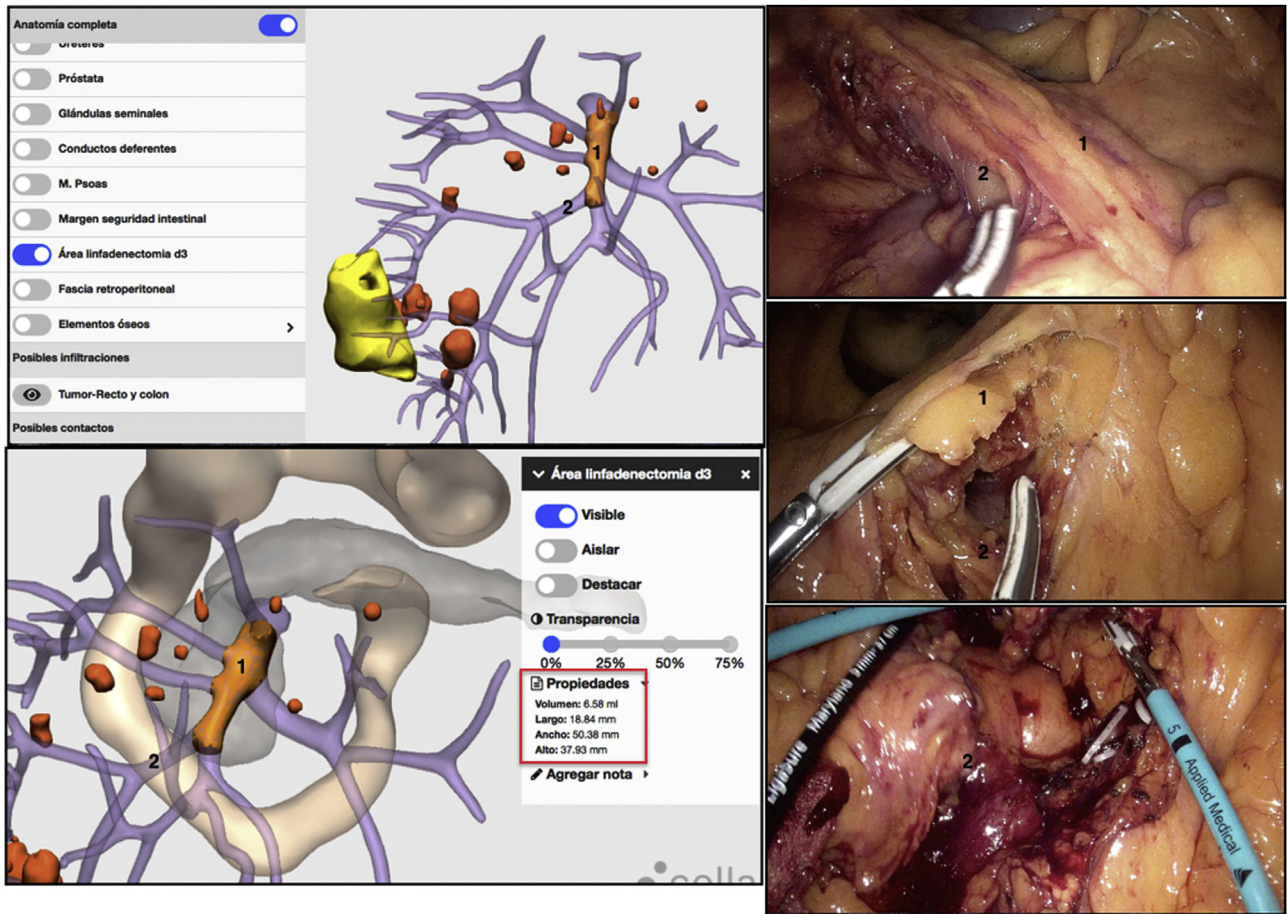 Anatomía completa
Uréteres
Próstata
Glándulas seminales
Conductos deferentes
M. Psoas
Margen seguridad intestinal
Área linfadenectomia d3
Fascia retroperitoneal
Elementos óseos
Posibles infiltraciones
Tumor-Recto y colon
Posibles contactos
1
2
Área linfadenectomia d3
Visible
Aislar
Destacar
Transparencia
0% 25% 50% 75%
Propiedades
Volumen: 6.58 ml
Largo: 18.84 mm
Ancho: 50.38 mm
Alto: 37.93 mm
Agregar nota
1
2
cella
1
2
1
2
2
LigaSure Maryland
5 Applied Medical